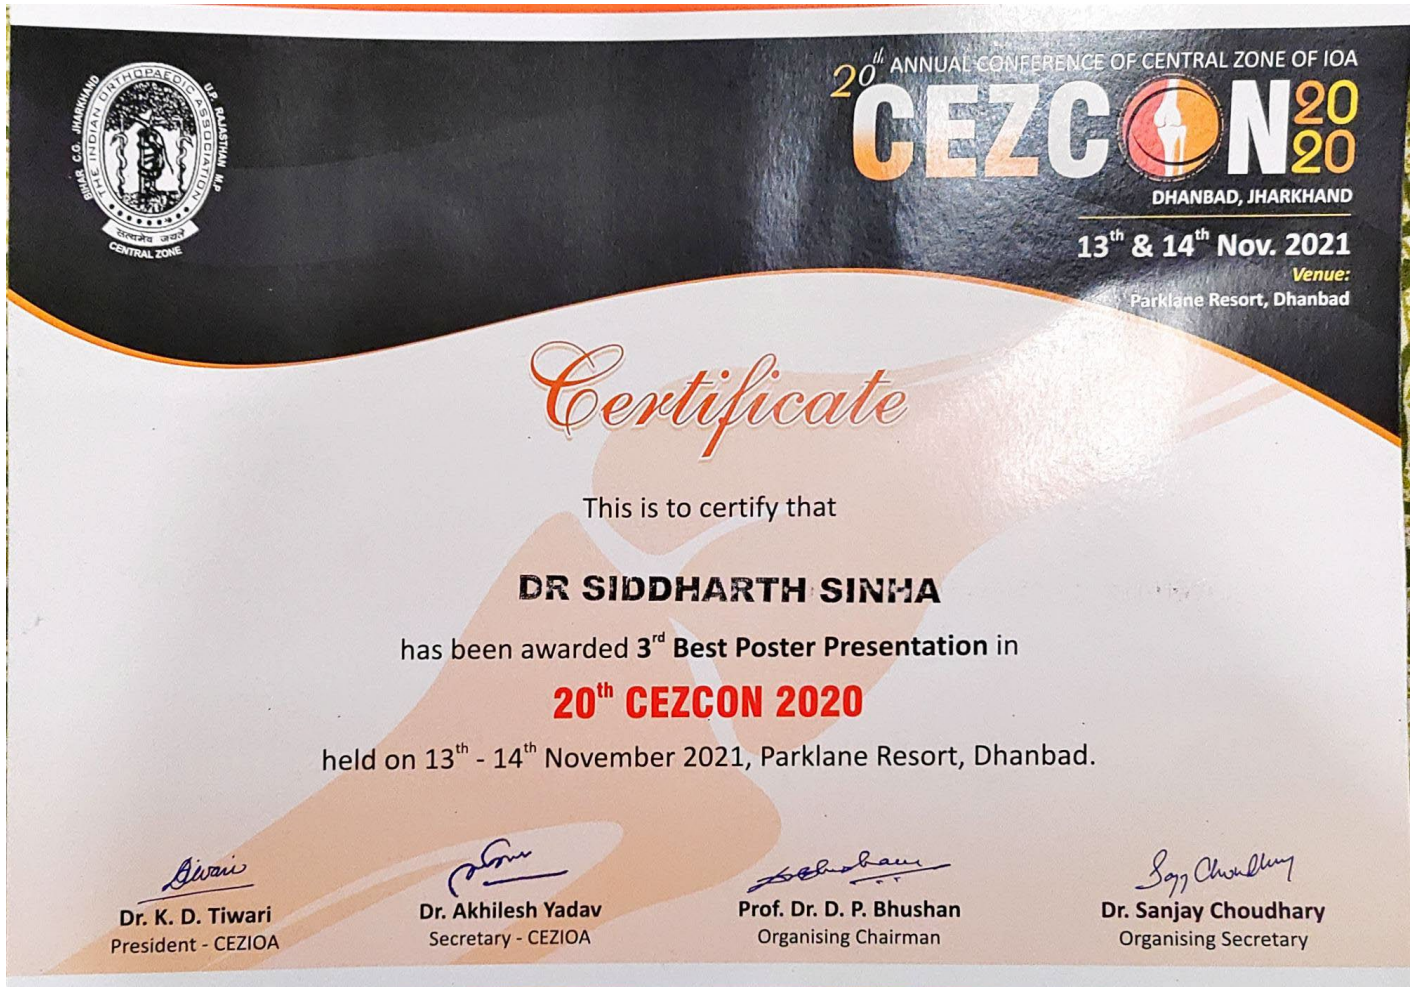 BIHAR C.G. JHARKHAND
U.P. RAJASTHAN M.P
THE INDIAN ORTHOPAEDIC ASSOCIATION
सत्यमेव जयते
CENTRAL ZONE
20th ANNUAL CONFERENCE OF CENTRAL ZONE OF IOA
CEZCON 2020
DHANBAD, JHARKHAND
13th & 14th Nov. 2021
Venue:
Parklane Resort, Dhanbad
Certificate
This is to certify that
DR SIDDHARTH SINHA
has been awarded 3rd Best Poster Presentation in
20th CEZCON 2020
held on 13th - 14th November 2021, Parklane Resort, Dhanbad.
Dr. K. D. Tiwari
President - CEZIOA
Dr. Akhilesh Yadav
Secretary - CEZIOA
Prof. Dr. D. P. Bhushan
Organising Chairman
Dr. Sanjay Choudhary
Organising Secretary